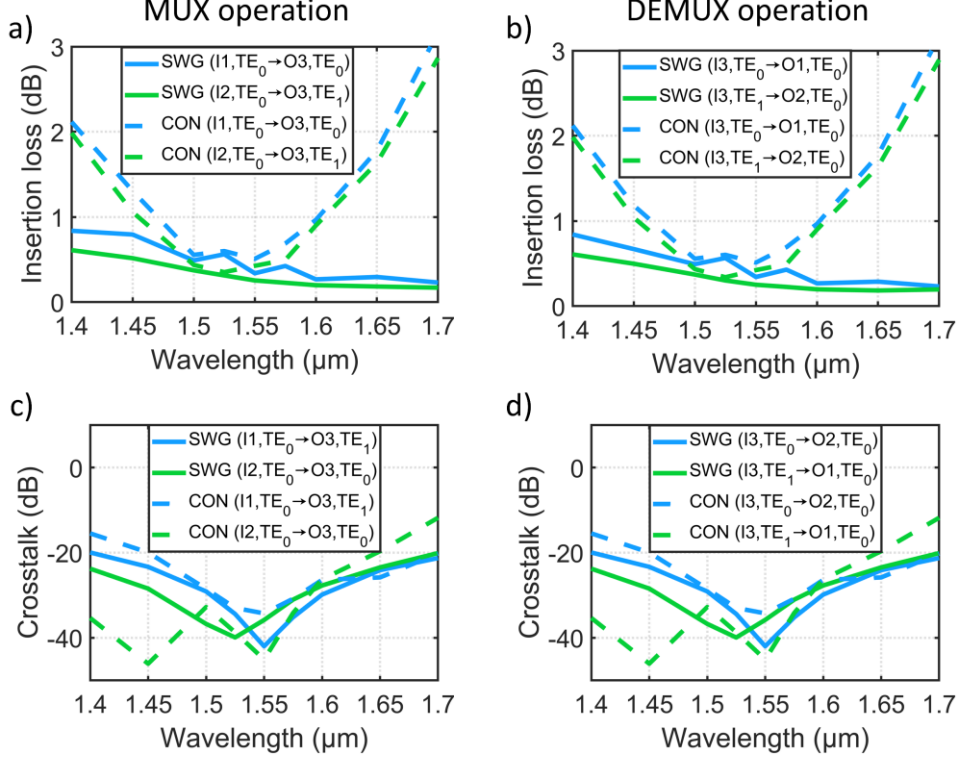 MUX operation
DEMUX operation
a)
3
2
1
0
Insertion loss (dB)
SWG (I1,TE0→O3,TE0)
SWG (I2,TE0→O3,TE1)
CON (I1,TE0→O3,TE0)
CON (I2,TE0→O3,TE1)
1.4 1.45 1.5 1.55 1.6 1.65 1.7
Wavelength (μm)
b)
3
2
1
0
Insertion loss (dB)
SWG (I3,TE0→O1,TE0)
SWG (I3,TE1→O2,TE0)
CON (I3,TE0→O1,TE0)
CON (I3,TE1→O2,TE0)
1.4 1.45 1.5 1.55 1.6 1.65 1.7
Wavelength (μm)
c)
0
-20
-40
Crosstalk (dB)
SWG (I1,TE0→O3,TE1)
SWG (I2,TE0→O3,TE0)
CON (I1,TE0→O3,TE1)
CON (I2,TE0→O3,TE0)
1.4 1.45 1.5 1.55 1.6 1.65 1.7
Wavelength (μm)
d)
0
-20
-40
Crosstalk (dB)
SWG (I3,TE0→O2,TE0)
SWG (I3,TE1→O1,TE0)
CON (I3,TE0→O2,TE0)
CON (I3,TE1→O1,TE0)
1.4 1.45 1.5 1.55 1.6 1.65 1.7
Wavelength (μm)